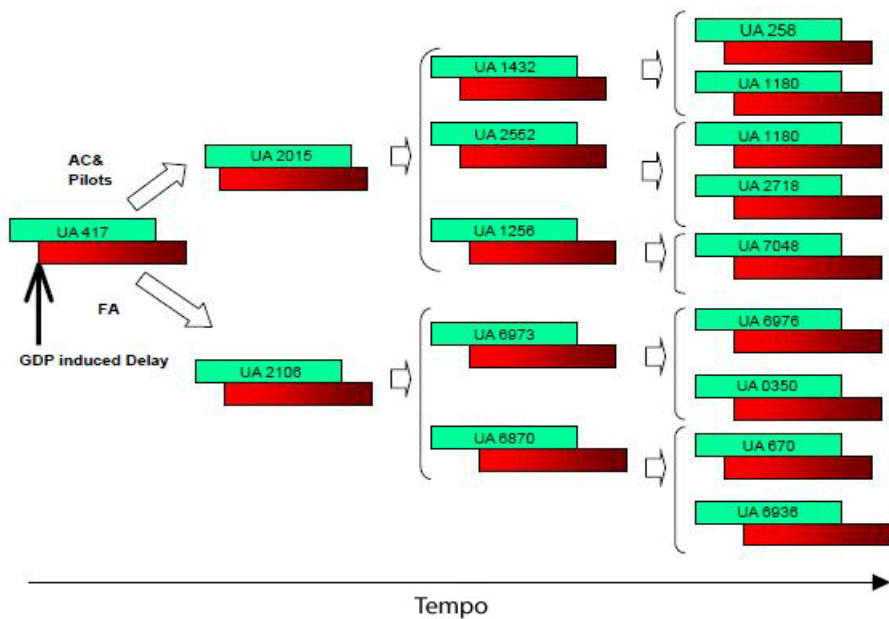 UA 258
UA 1432
UA 1180
UA 2552
UA 1180
AC&
Pilots
UA 2015
UA 2718
UA 417
UA 1256
UA 7048
FA
UA 6973
UA 6976
GDP induced Delay
UA 2106
UA 0350
UA 6870
UA 670
UA 6936
Tempo